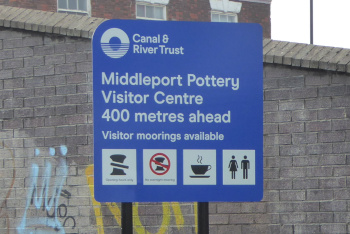 Canal &
River Trust
Middleport Pottery
Visitor Centre
400 metres ahead
Visitor moorings available